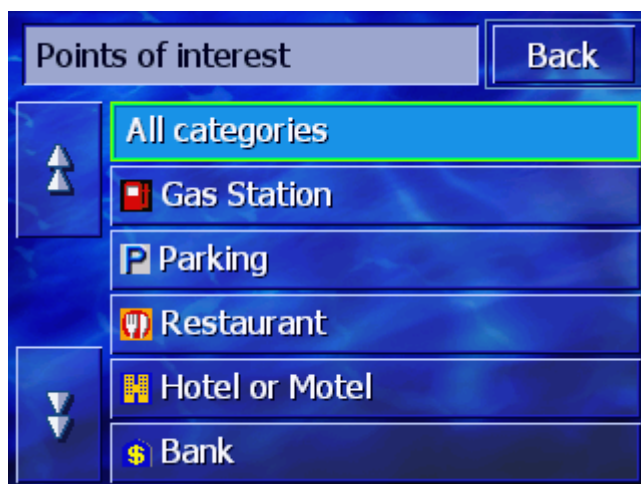 Points of interest
Back
All categories
Gas Station
P Parking
Restaurant
Hotel or Motel
$ Bank